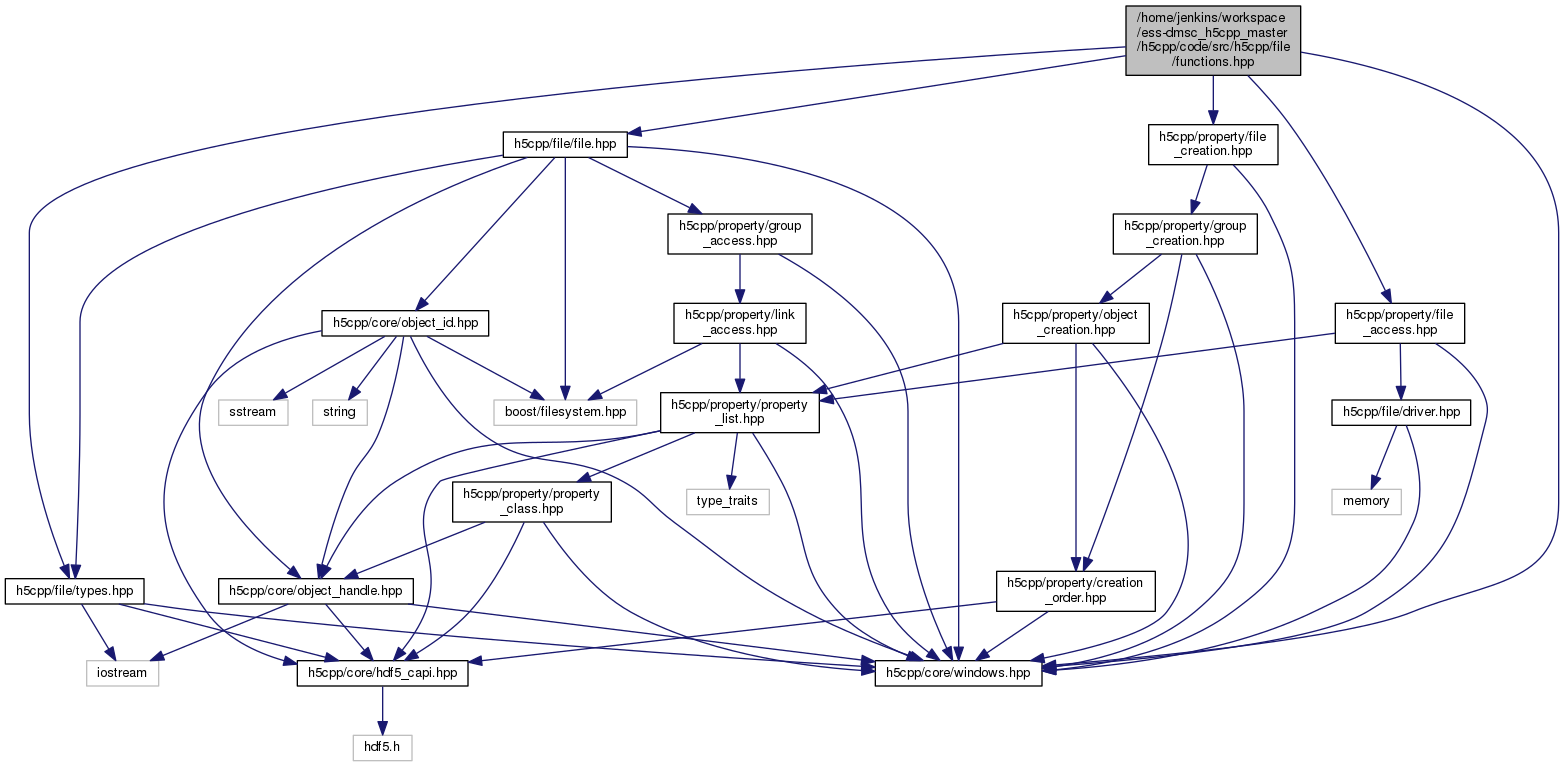 /home/jenkins/workspace
/ess-dmsc_h5cpp_master
/h5cpp/code/src/h5cpp/file
/functions.hpp
h5cpp/file/file.hpp
h5cpp/property/file
_creation.hpp
h5cpp/property/group
_access.hpp
h5cpp/property/group
_creation.hpp
h5cpp/core/object_id.hpp
h5cpp/property/link
_access.hpp
h5cpp/property/object
_creation.hpp
h5cpp/property/file
_access.hpp
sstream
string
boost/filesystem.hpp
h5cpp/property/property
_list.hpp
h5cpp/file/driver.hpp
h5cpp/property/property
_class.hpp
type_traits
memory
h5cpp/file/types.hpp
h5cpp/core/object_handle.hpp
h5cpp/property/creation
_order.hpp
iostream
h5cpp/core/hdf5_capi.hpp
h5cpp/core/windows.hpp
hdf5.h